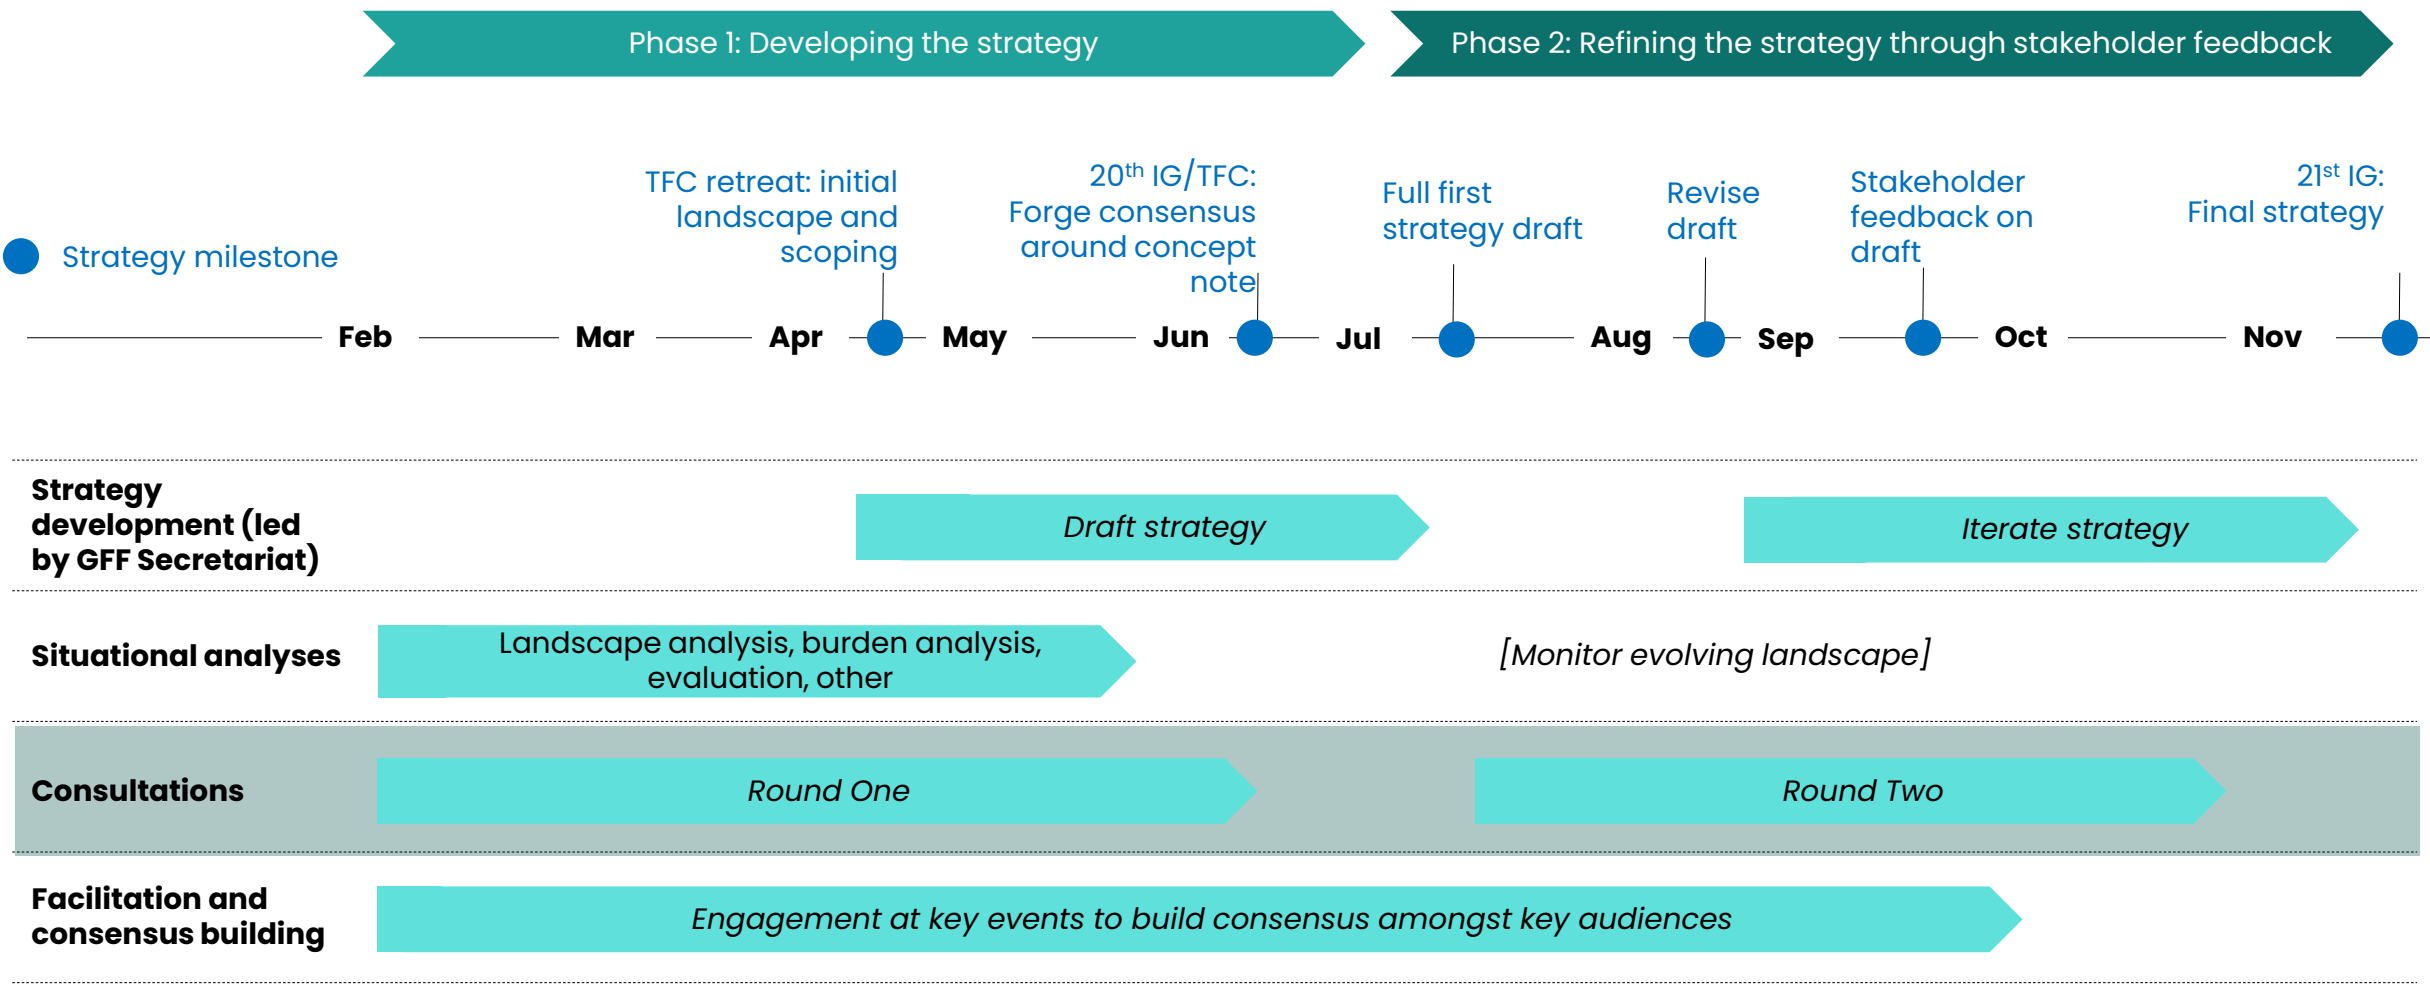 Phase 1: Developing the strategy
Phase 2: Refining the strategy through stakeholder feedback
Strategy milestone
TFC retreat: initial
landscape and
scoping
20th IG/TFC:
Forge consensus
around concept
note
Full first
strategy draft
Revise
draft
Stakeholder
feedback on
draft
21st IG:
Final strategy
Feb Mar Apr May Jun Jul Aug Sep Oct Nov
Strategy
development (led
by GFF Secretariat)
Draft strategy
Iterate strategy
Situational analyses
Landscape analysis, burden analysis,
evaluation, other
[Monitor evolving landscape]
Consultations
Round One
Round Two
Facilitation and
consensus building
Engagement at key events to build consensus amongst key audiences